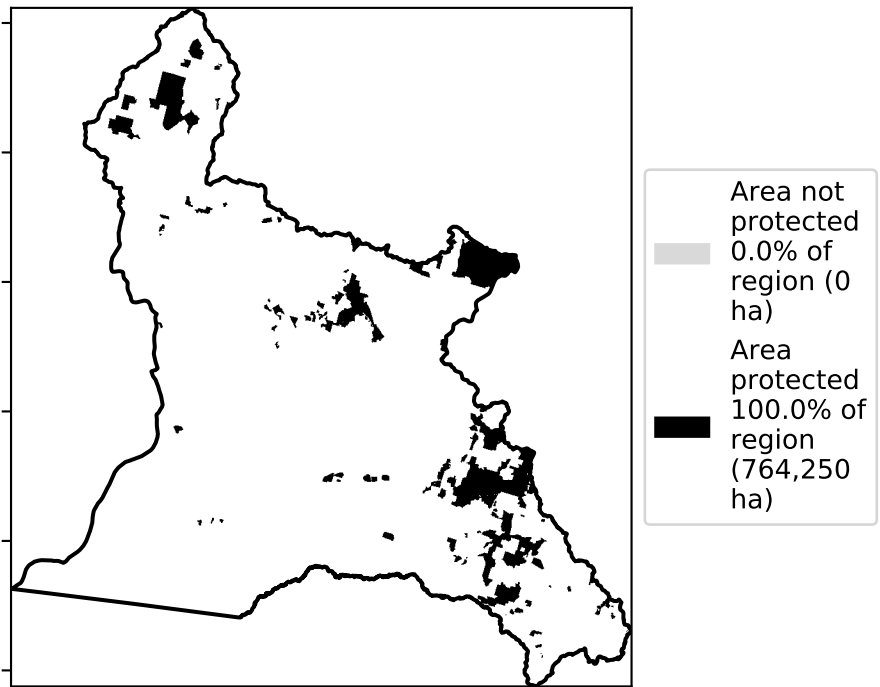 Area not
protected
0.0% of
region (0
ha)
Area
protected
100.0% of
region
(764,250
ha)